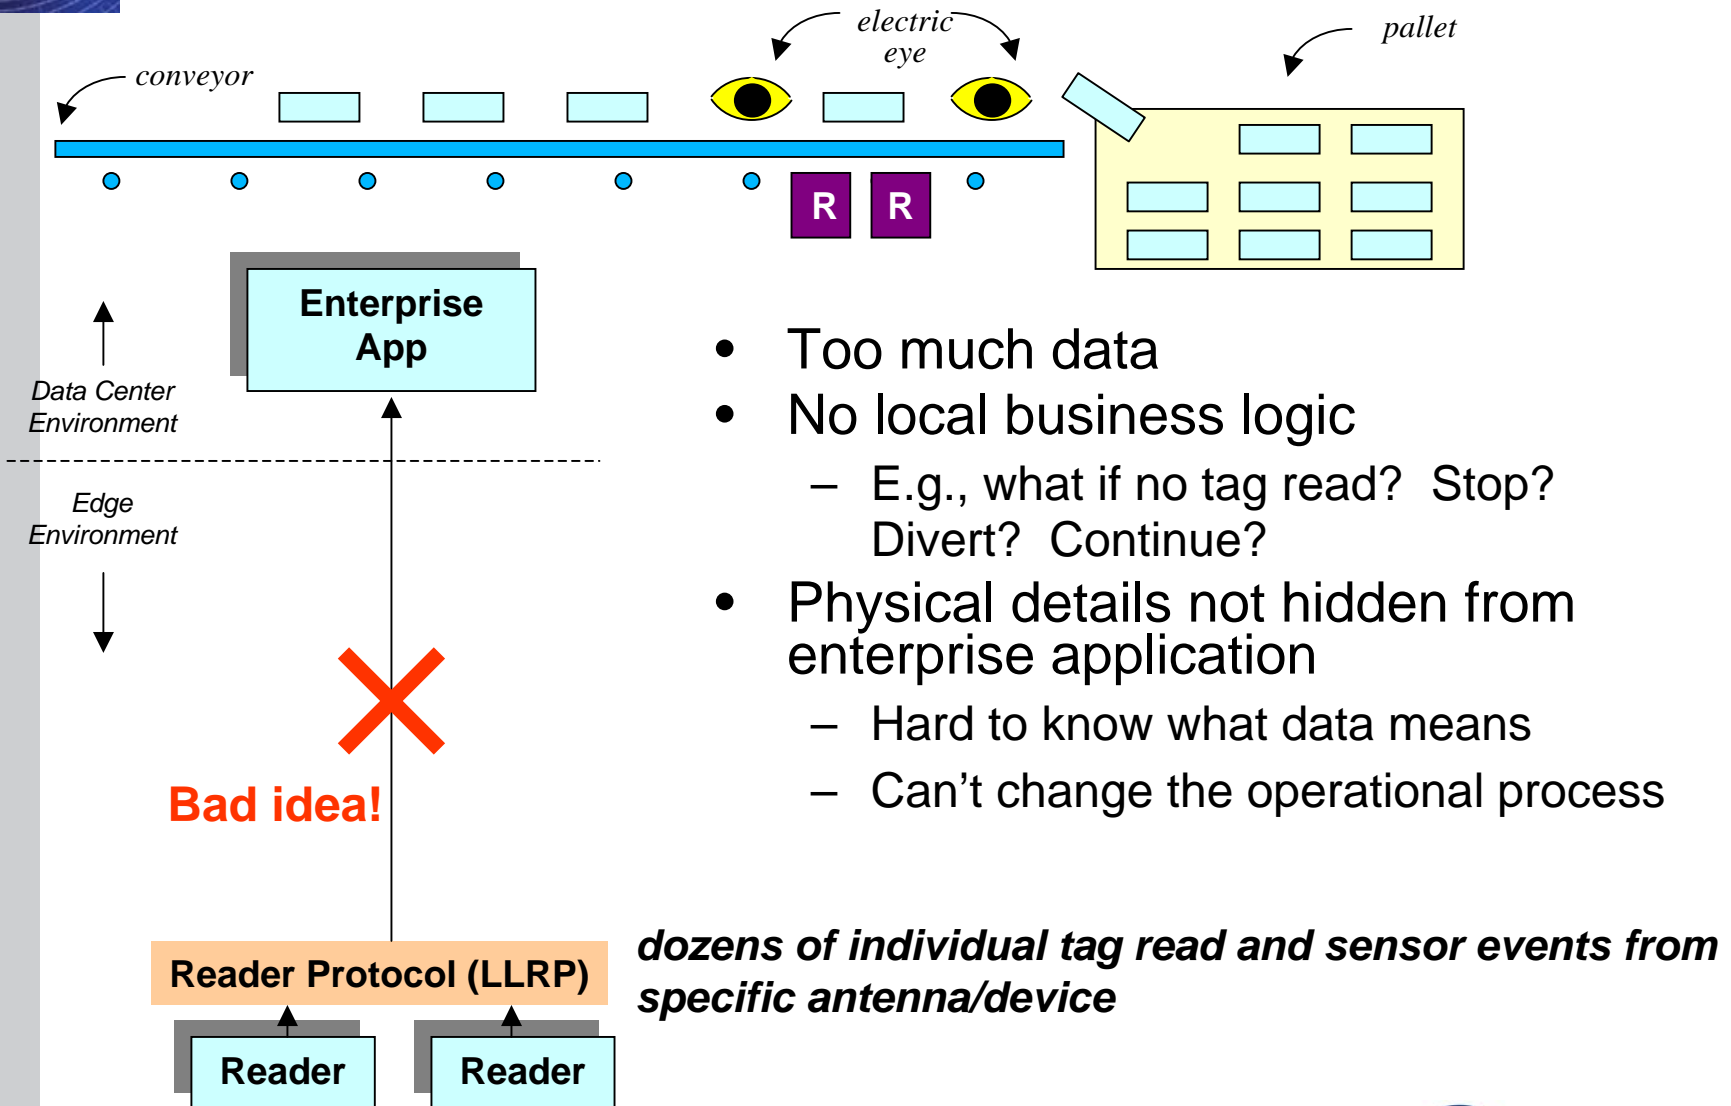 electric
eye
pallet
conveyor
R R
Enterprise
App
Data Center
Environment
Edge
Environment
• Too much data
• No local business logic
– E.g., what if no tag read? Stop?
Divert? Continue?
• Physical details not hidden from
enterprise application
– Hard to know what data means
– Can't change the operational process
Bad idea!
Reader Protocol (LLRP)
dozens of individual tag read and sensor events from
specific antenna/device
Reader Reader